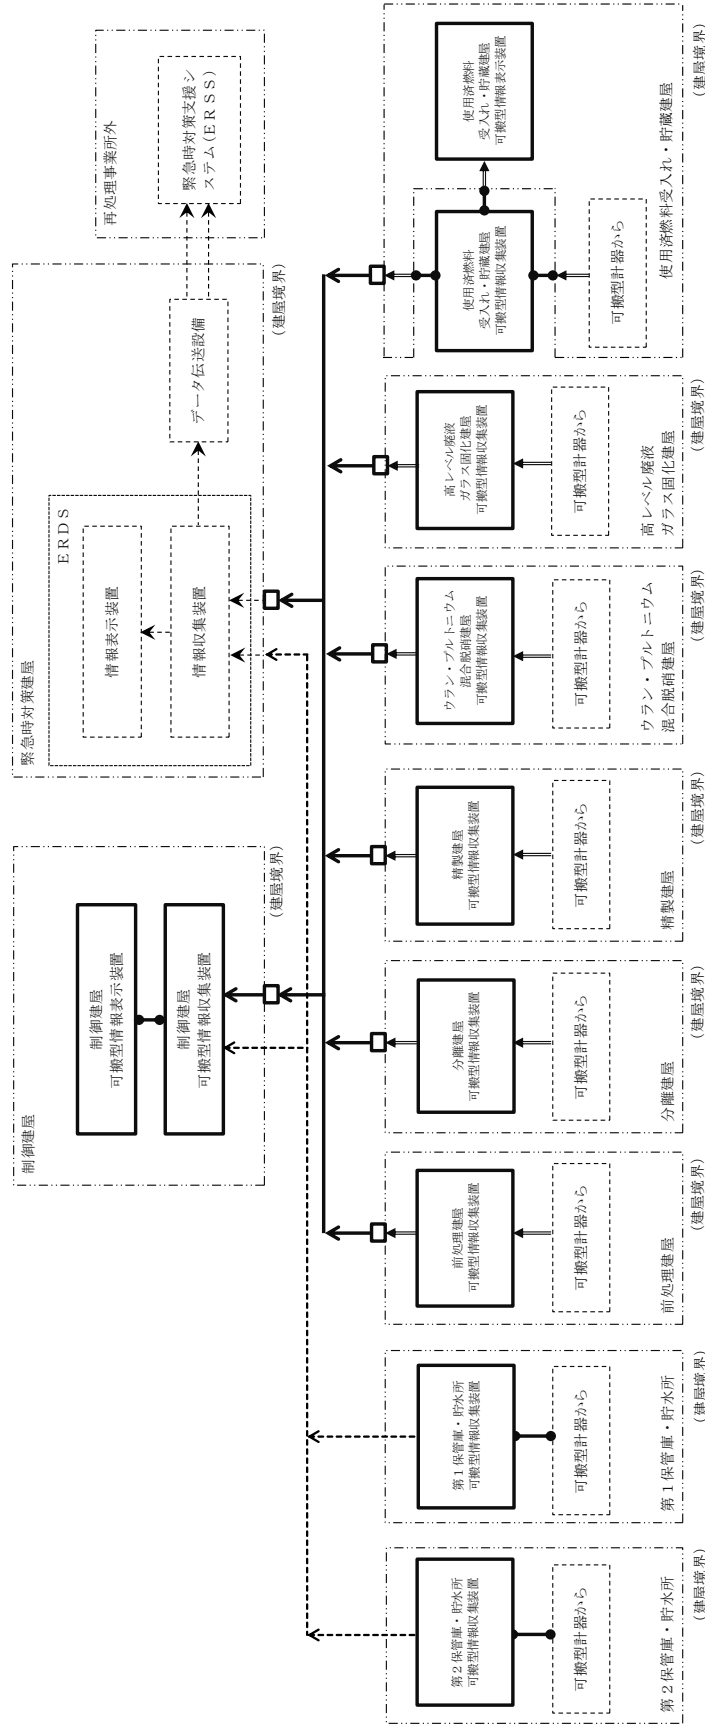 制御建屋
制御建屋
可搬型情報表示装置
制御建屋
可搬型情報収集装置
(建屋境界)
緊急時対策建屋
ERDS
情報表示装置
情報収集装置
データ伝送設備
(建屋境界)
再処理事業所外
緊急時対策支援シ
ステム(ERSS)
第2保管庫・貯水所
可搬型情報収集装置
可搬型計器から
第2保管庫・貯水所
(建屋境界)
第1保管庫・貯水所
可搬型情報収集装置
可搬型計器から
第1保管庫・貯水所
(建屋境界)
前処理建屋
可搬型情報収集装置
可搬型計器から
前処理建屋
(建屋境界)
分離建屋
可搬型情報収集装置
可搬型計器から
分離建屋
(建屋境界)
精製建屋
可搬型情報収集装置
可搬型計器から
精製建屋
(建屋境界)
ウラン・プルトニウム
混合脱硝建屋
可搬型情報収集装置
可搬型計器から
ウラン・プルトニウム
混合脱硝建屋
(建屋境界)
高レベル廃液
ガラス固化建屋
可搬型情報収集装置
可搬型計器から
高レベル廃液
ガラス固化建屋
(建屋境界)
使用済燃料
受入れ・貯蔵建屋
可搬型情報収集装置
使用済燃料
受入れ・貯蔵建屋
可搬型情報表示装置
可搬型計器から
使用済燃料受入れ・貯蔵建屋
(建屋境界)